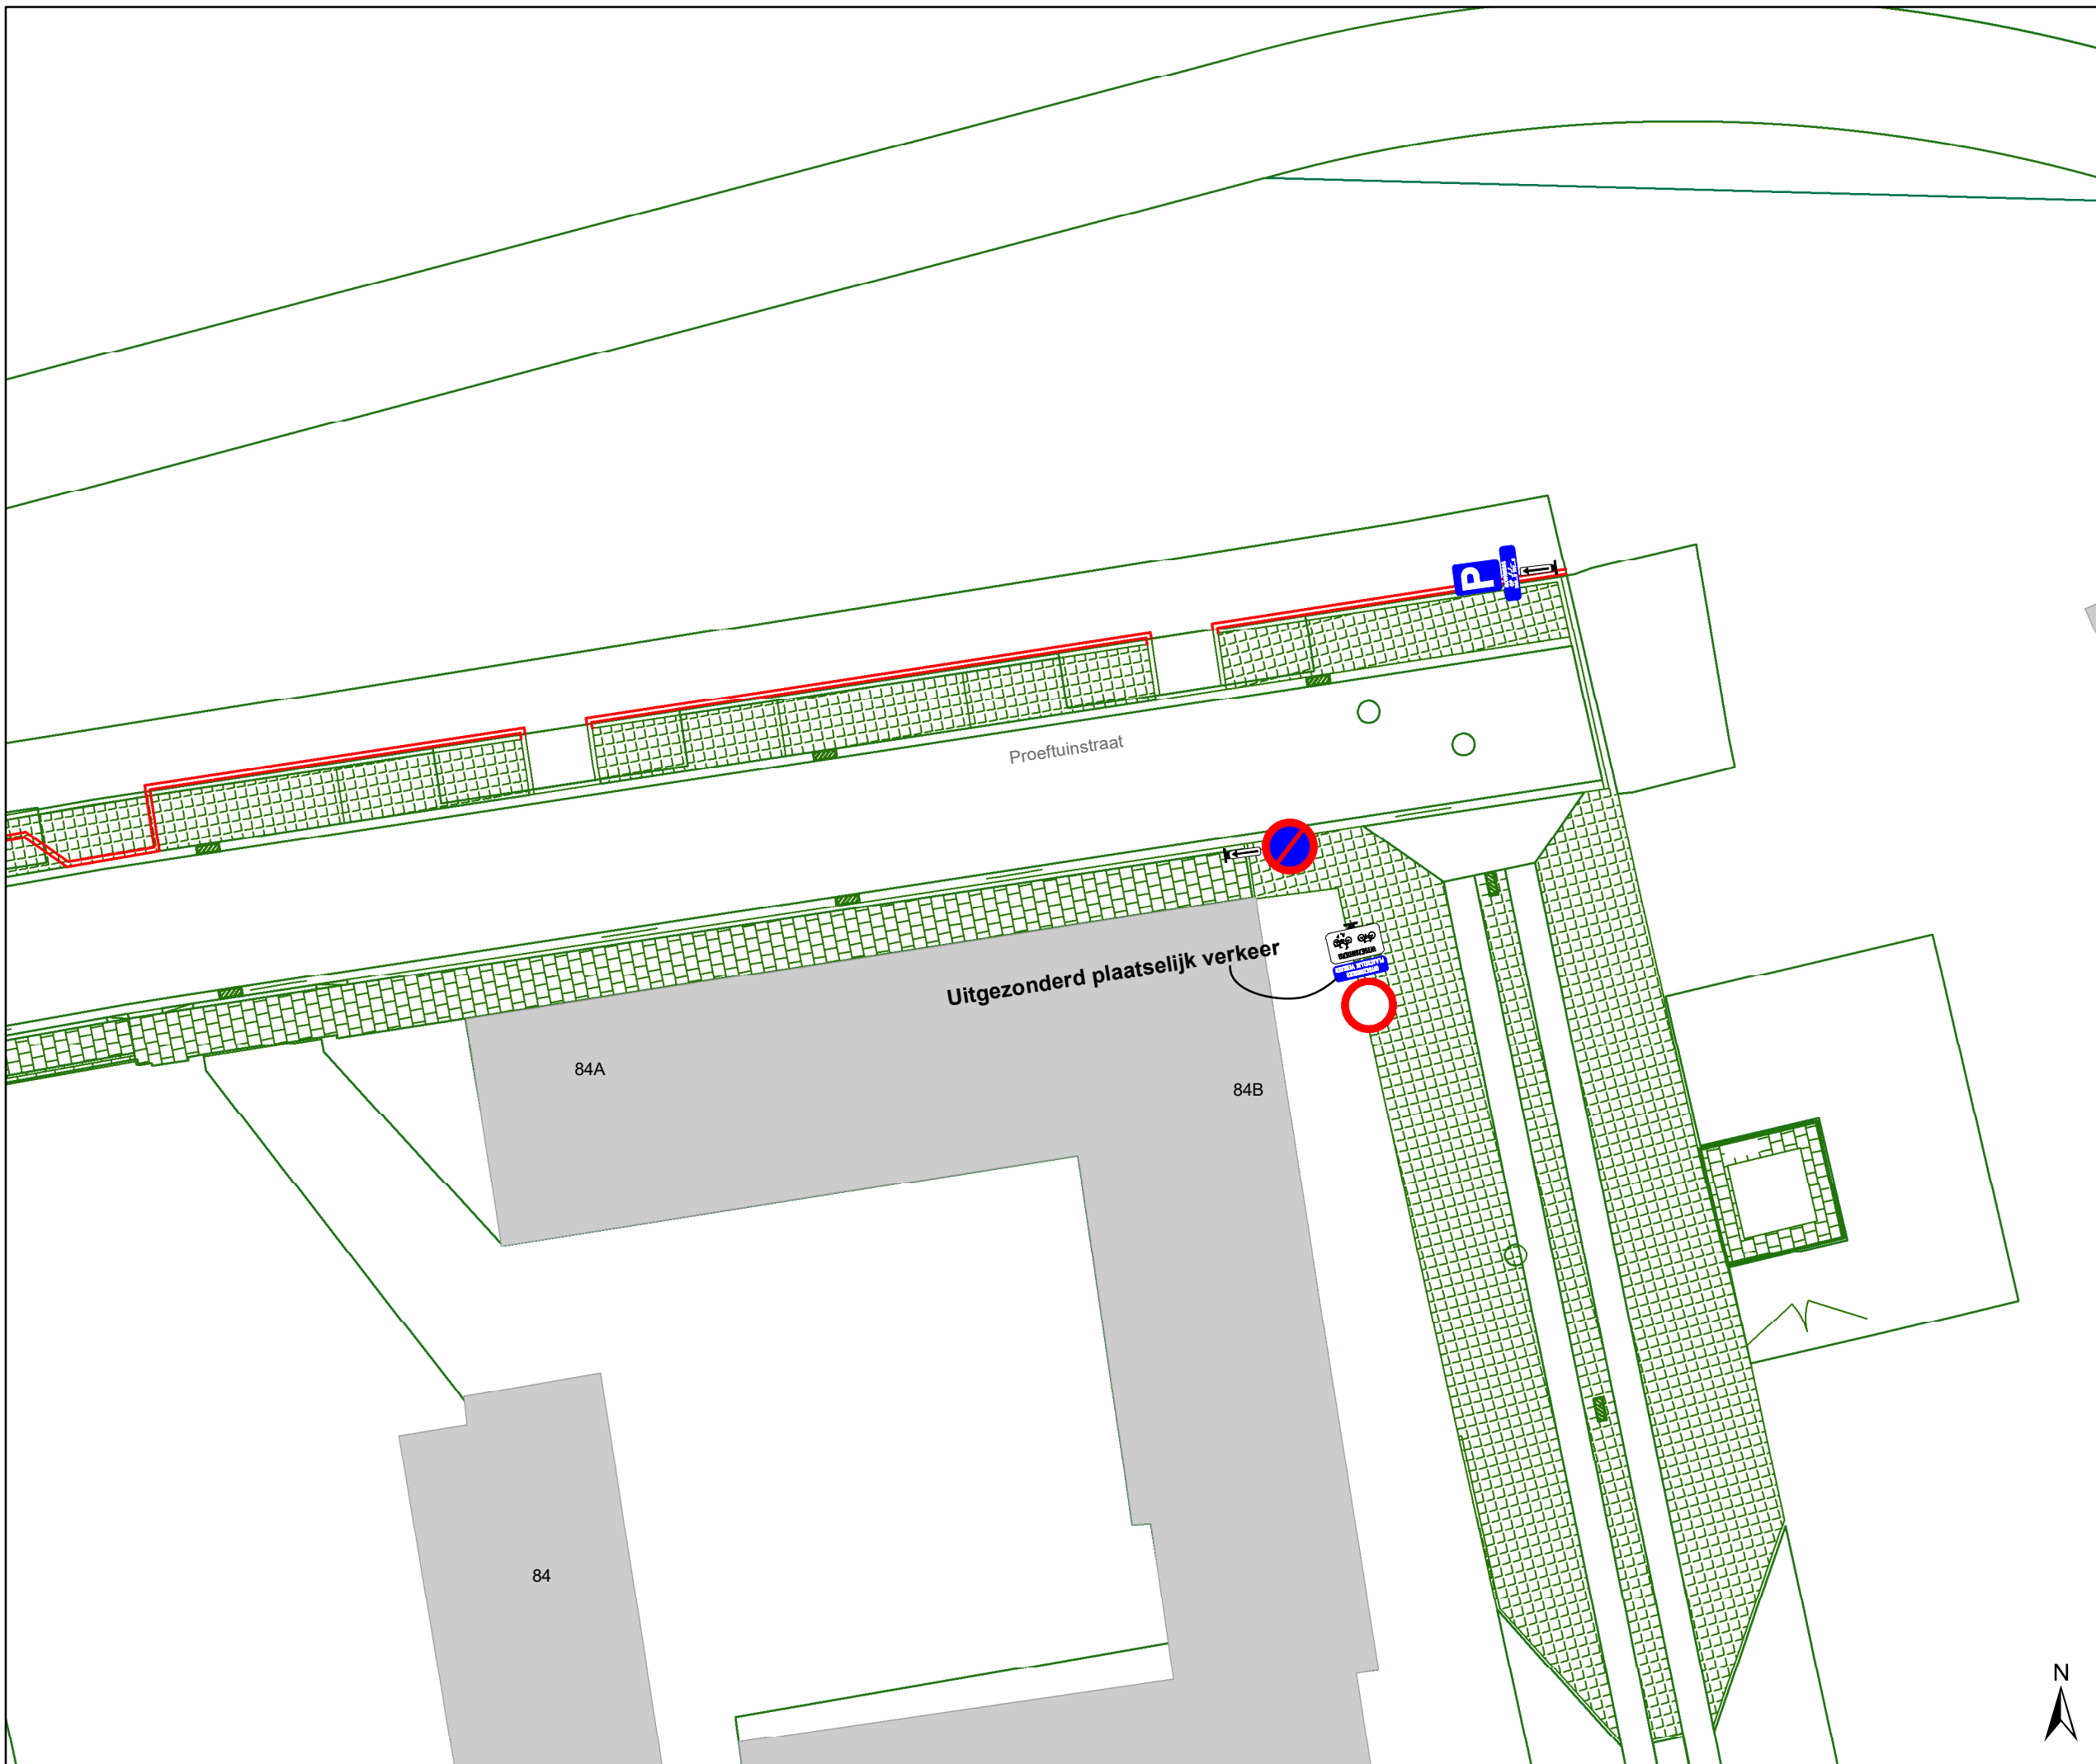 P
Proeftuinstraat
Uitgezonderd plaatselijk verkeer
84A
84B
84
N